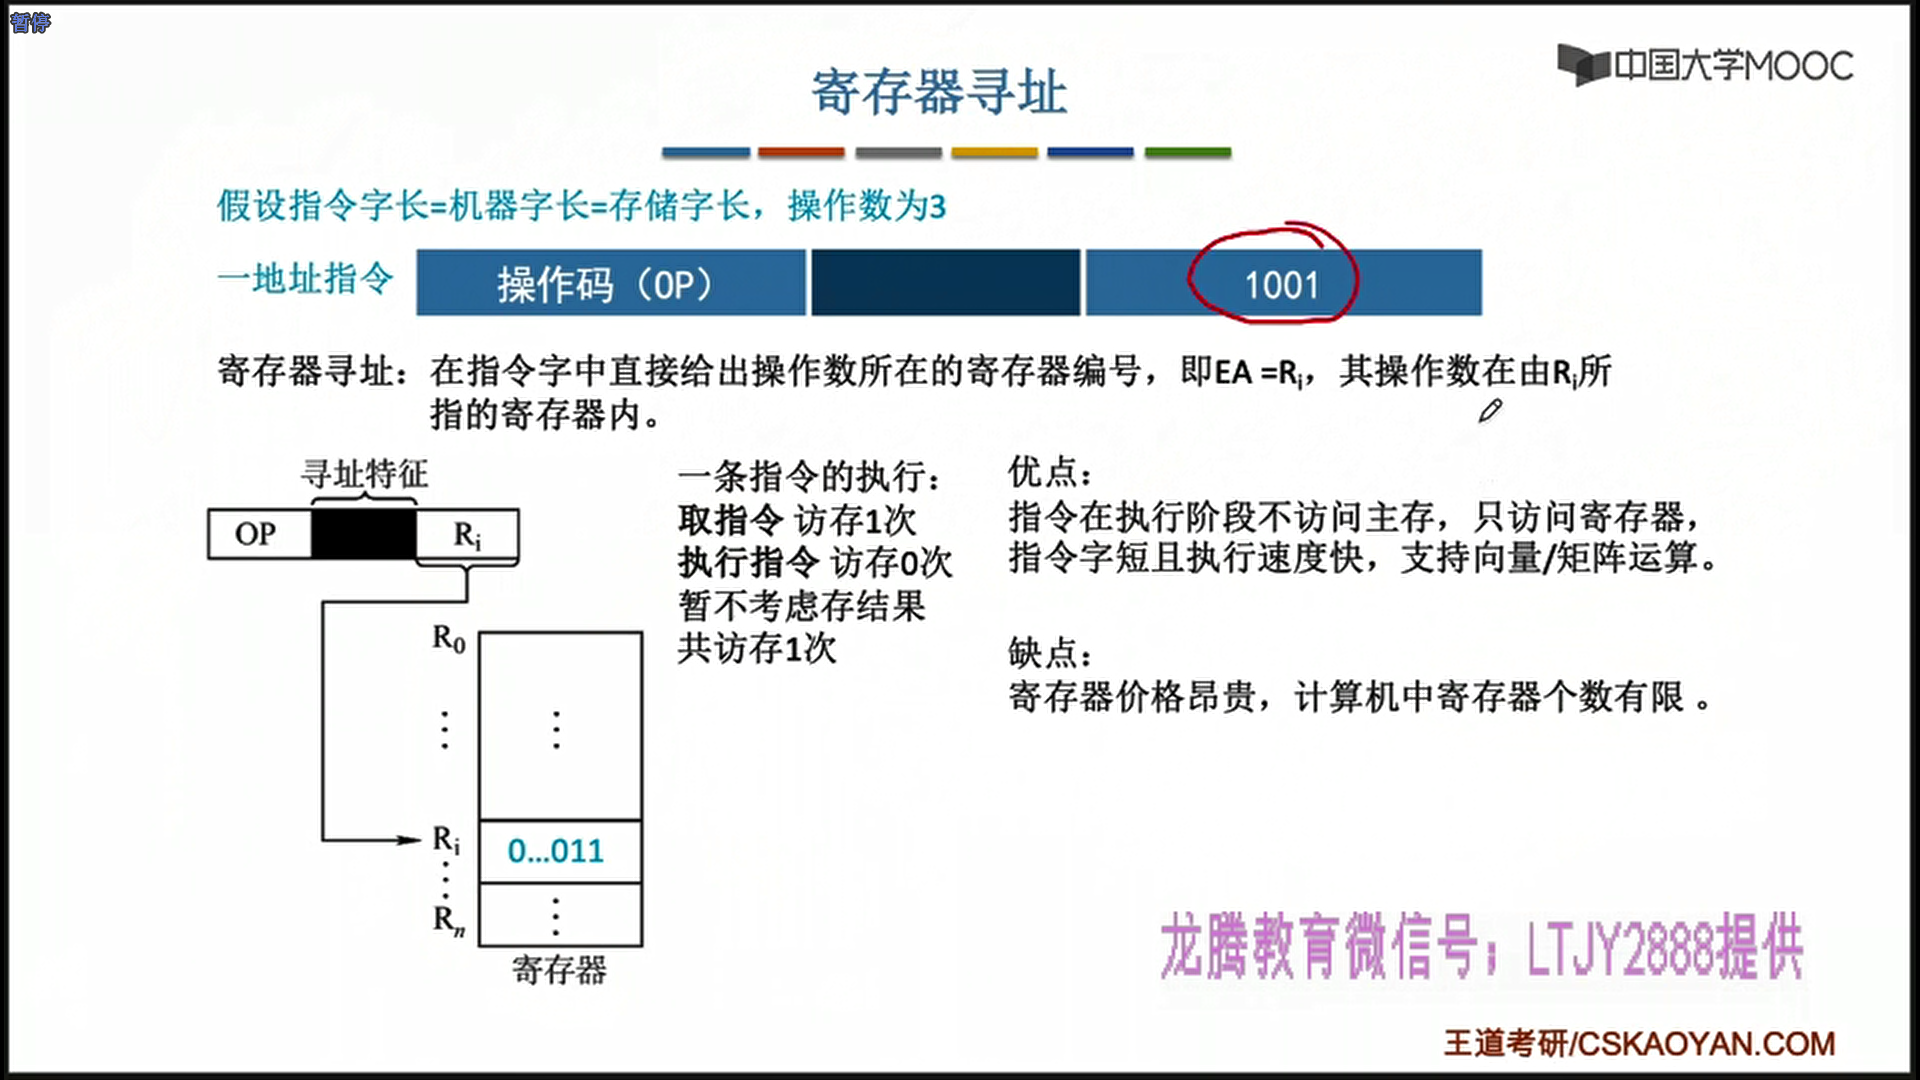 暂停
中国大学MOOC
寄存器寻址
假设指令字长=机器字长=存储字长，操作数为3
一地址指令 操作码（OP） 1001
寄存器寻址：在指令字中直接给出操作数所在的寄存器编号，即EA =Ri，其操作数在由Ri所
指的寄存器内。
寻址特征
OP Ri
R0
⋮ ⋮
Ri 0...011
⋮
Rn ⋮
寄存器
一条指令的执行：
取指令 访存1次
执行指令 访存0次
暂不考虑存结果
共访存1次
优点：
指令在执行阶段不访问主存，只访问寄存器，
指令字短且执行速度快，支持向量/矩阵运算。
缺点：
寄存器价格昂贵，计算机中寄存器个数有限 。
龙腾教育微信号；LTJY2888提供
王道考研/CSKAOYAN.COM